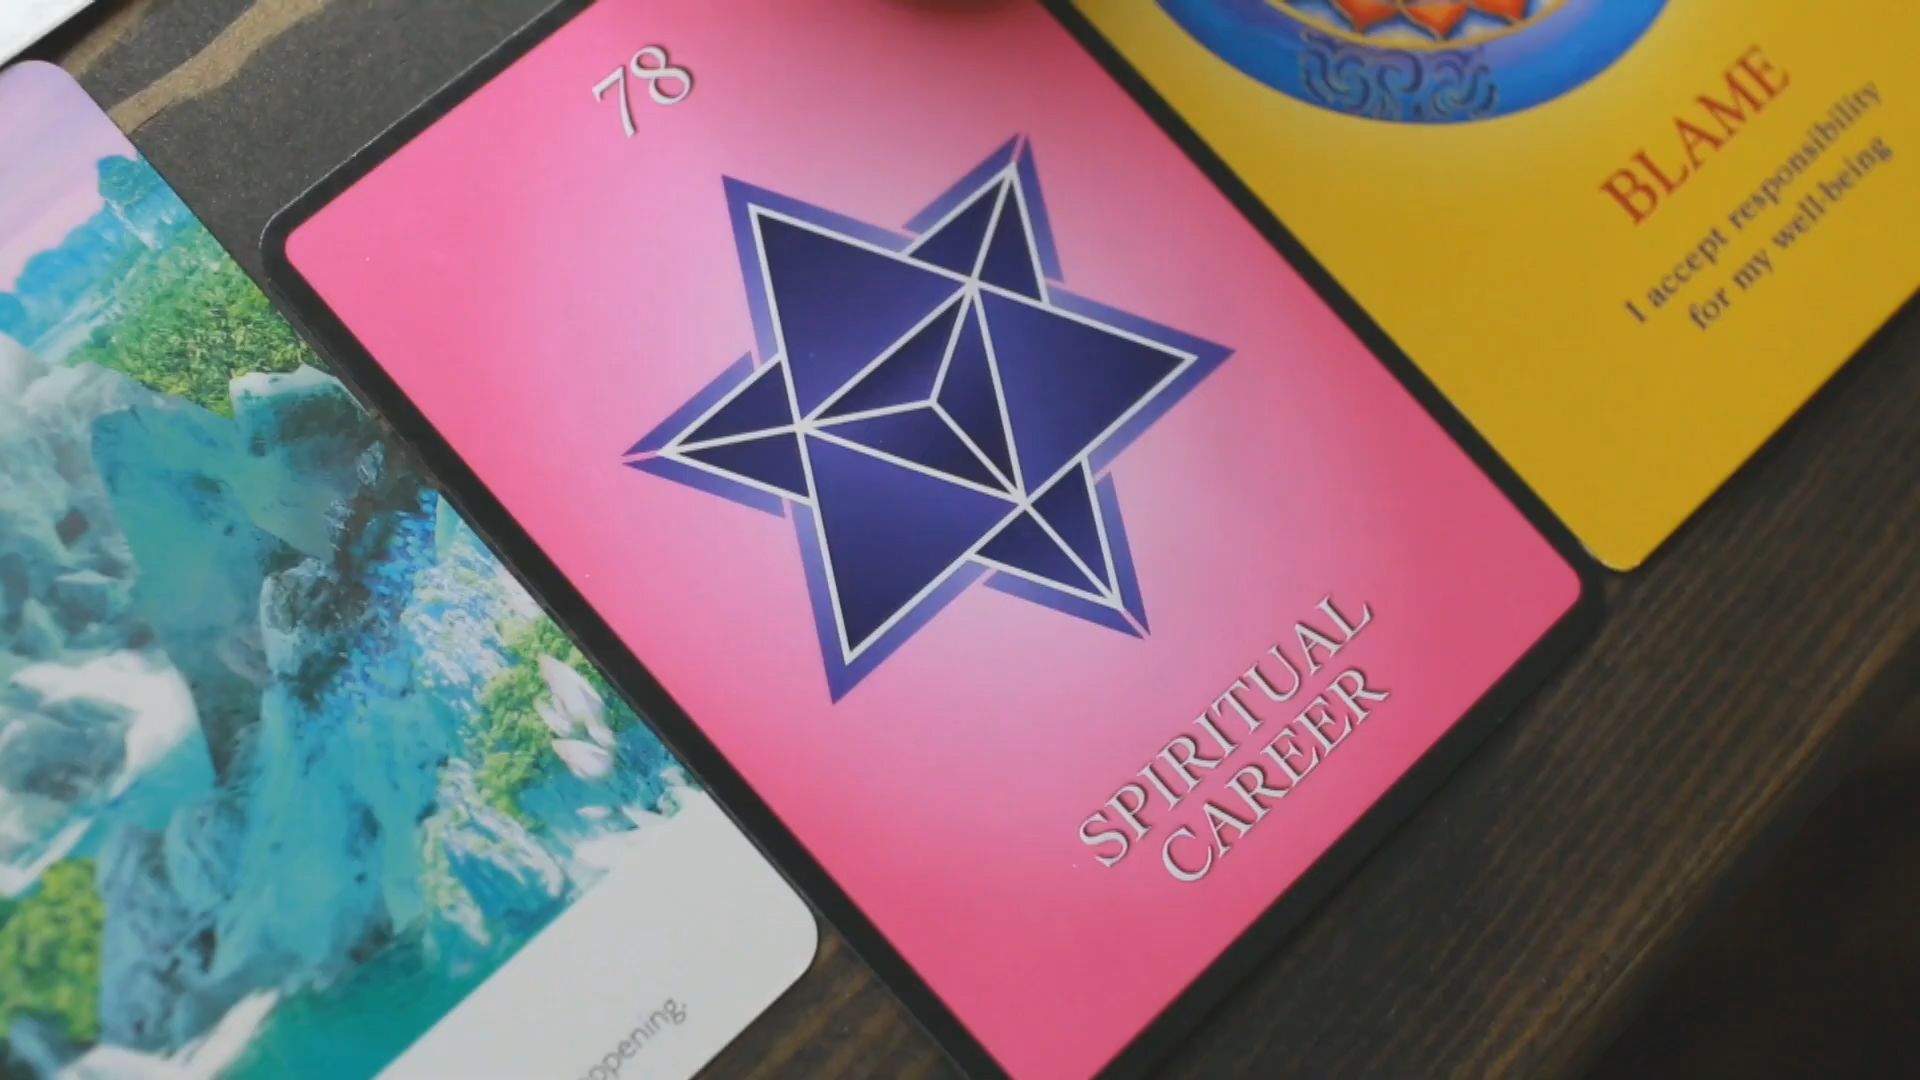 78
SPIRITUAL
CAREER
BLAME
I accept responsibility
for my well-being